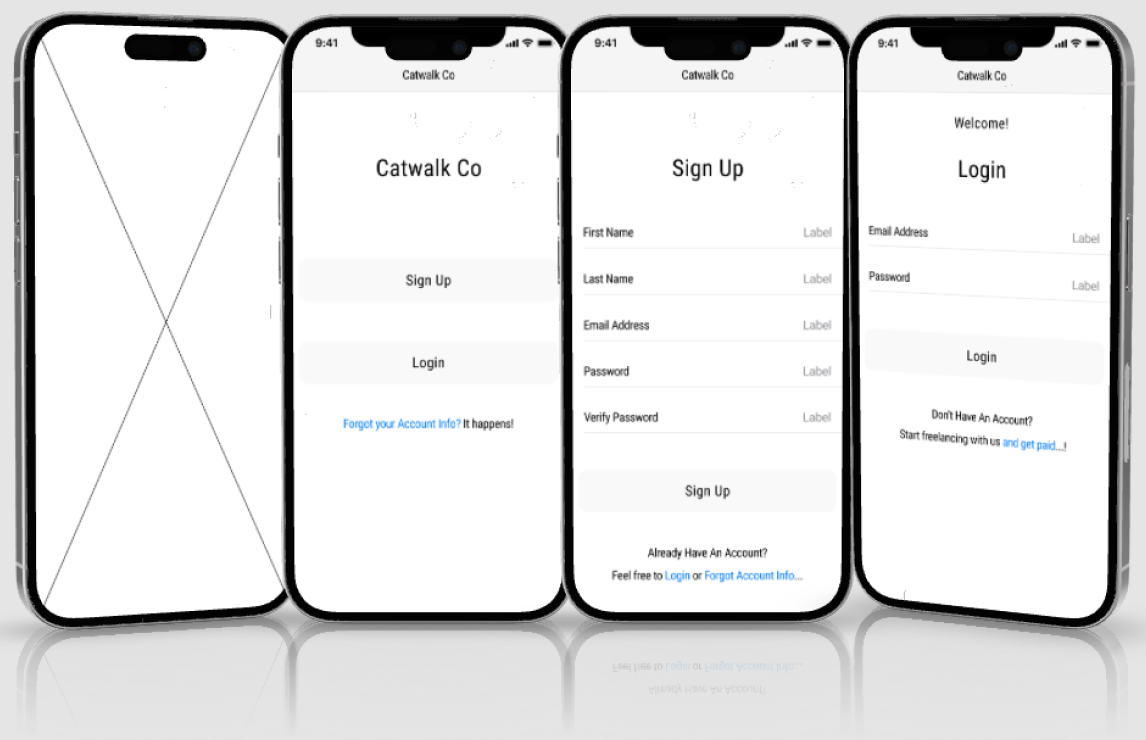 9:41
Catwalk Co
Catwalk Co
Sign Up
Login
Forgot your Account Info? It happens!
9:41
Catwalk Co
Sign Up
First Name Label
Last Name Label
Email Address Label
Password Label
Verify Password Label
Sign Up
Already Have An Account?
Feel free to Login or Forgot Account Info...
9:41
Catwalk Co
Welcome!
Login
Email Address Label
Password Label
Login
Don't Have An Account?
Start freelancing with us and get paid...!